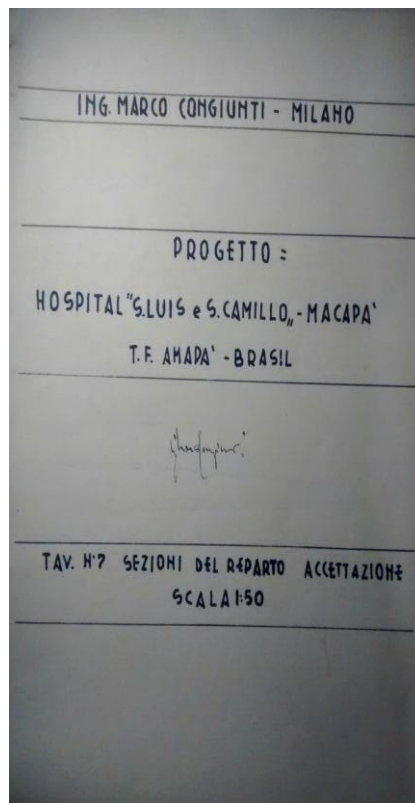 ING. MARCO CONGIUNTI - MILANO
PROGETTO :
HOSPITAL "S.LUIS e S.CAMILLO„ - MACAPA'
T.F. AMAPA' - BRASIL
TAV. N°7 SEZIONI DEL REPARTO ACCETTAZIONE
SCALA 1:50